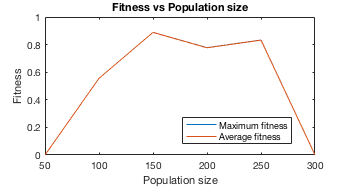 Fitness vs Population size
1
0.8
0.6
0.4
0.2
0
Fitness
Maximum fitness
Average fitness
50 100 150 200 250 300
Population size